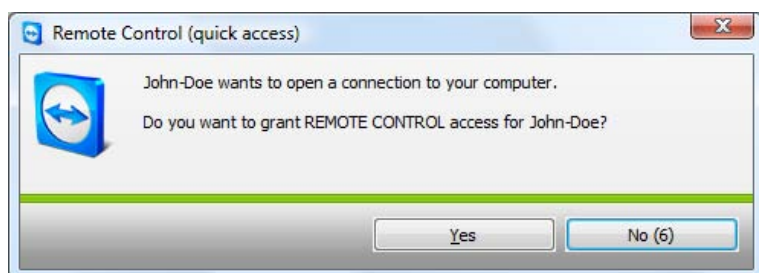 Remote Control (quick access)
John-Doe wants to open a connection to your computer.
Do you want to grant REMOTE CONTROL access for John-Doe?
Yes
No (6)